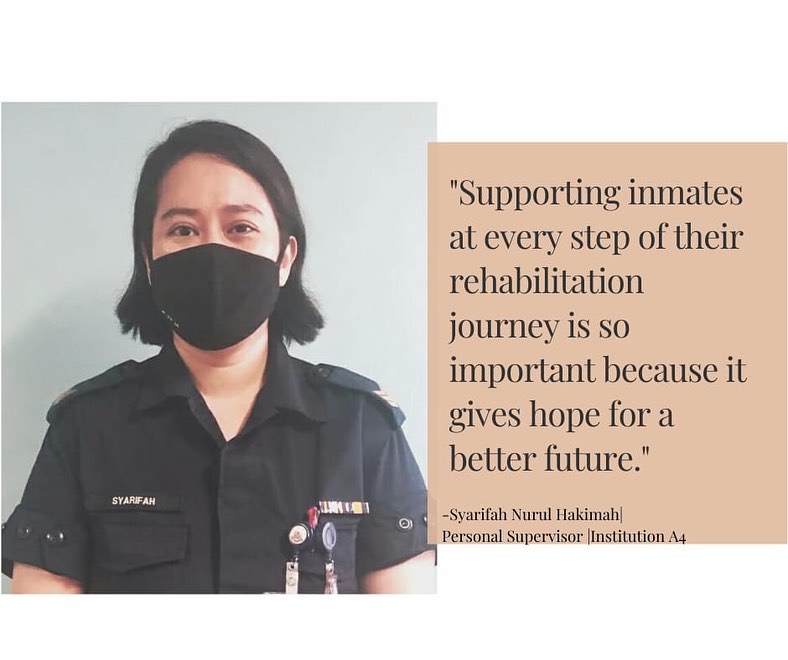 SYARIFAH
"Supporting inmates
at every step of their
rehabilitation
journey is so
important because it
gives hope for a
better future."
-Syarifah Nurul Hakimah|
Personal Supervisor |Institution A4